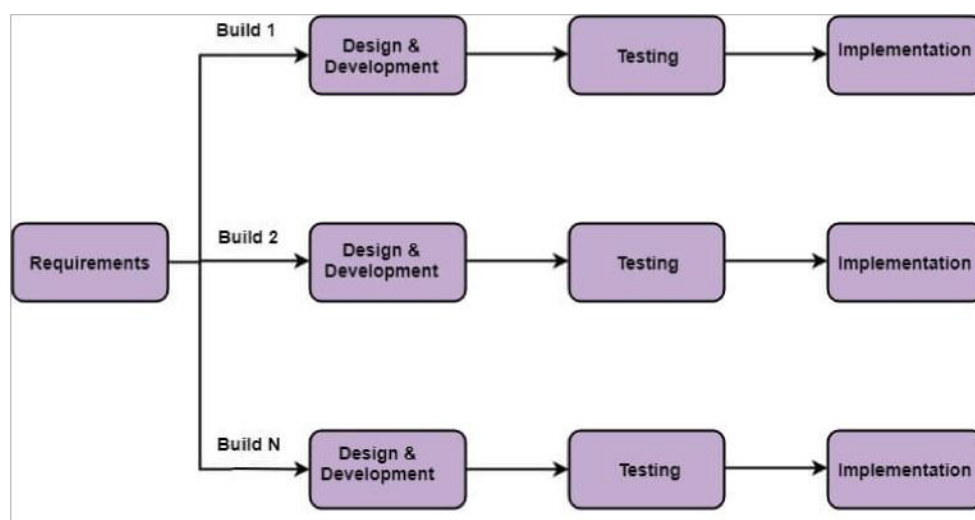 Build 1
Design &
Development
Testing
Implementation
Requirements
Build 2
Design &
Development
Testing
Implementation
Build N
Design &
Development
Testing
Implementation